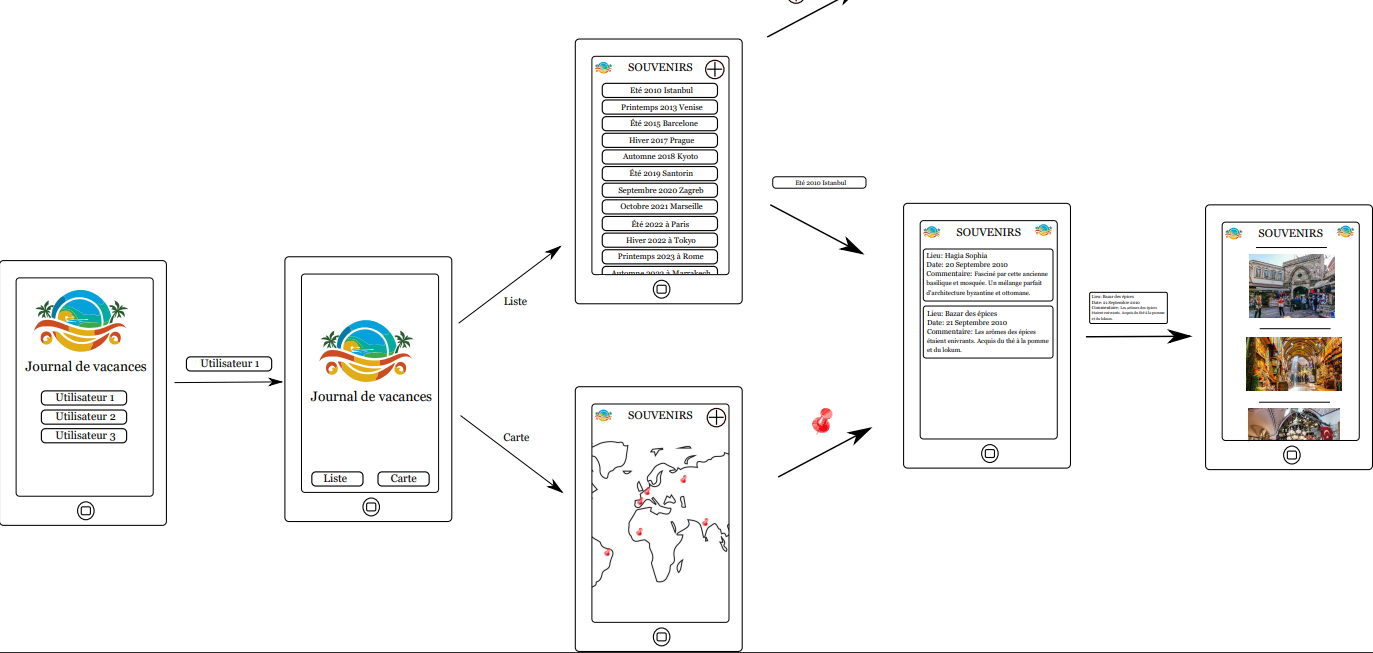 Journal de vacances
Utilisateur 1
Utilisateur 2
Utilisateur 3
Utilisateur 1
Journal de vacances
Liste
Carte
Liste
Carte
SOUVENIRS
Eté 2010 Istanbul
Printemps 2013 Venise
Été 2015 Barcelone
Hiver 2017 Prague
Automne 2018 Kyoto
Été 2019 Santorin
Septembre 2020 Zagreb
Octobre 2021 Marseille
Été 2022 à Paris
Hiver 2022 à Tokyo
Printemps 2023 à Rome
Automne 2023 à Marrakech
SOUVENIRS
Eté 2010 Istanbul
SOUVENIRS
Lieu: Hagia Sophia
Date: 20 Septembre 2010
Commentaire: Fasciné par cette ancienne
basilique et mosquée. Un mélange parfait
d'architecture byzantine et ottomane.
Lieu: Bazar des épices
Date: 21 Septembre 2010
Commentaire: Les arômes des épices
étaient enivrants. Acquis du thé à la pomme
et du lokum.
Lieu: Bazar des épices
Date: 21 Septembre 2010
Commentaire: Les arômes des épices
étaient enivrants. Acquis du thé à la pomme
et du lokum.
SOUVENIRS